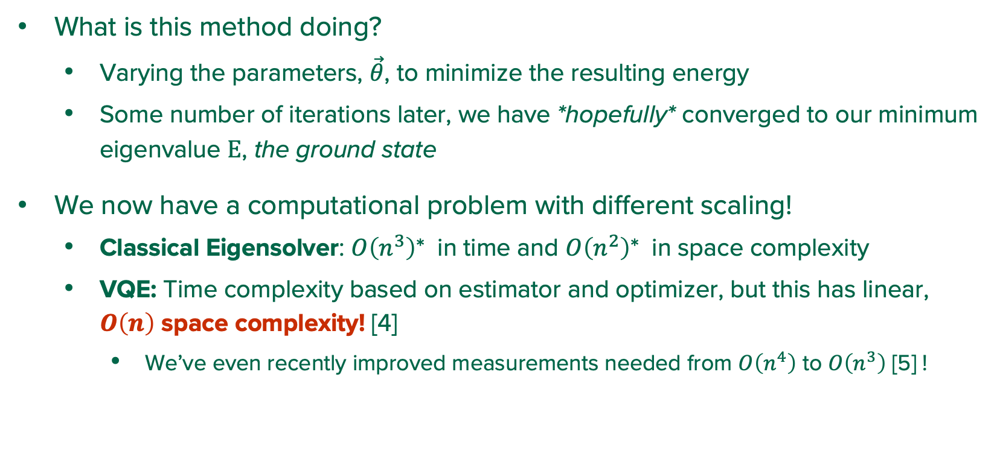 • What is this method doing?
• Varying the parameters, $\vec{\theta}$, to minimize the resulting energy
• Some number of iterations later, we have *hopefully* converged to our minimum
eigenvalue E, the ground state
• We now have a computational problem with different scaling!
• Classical Eigensolver: $O(n^3)$* in time and $O(n^2)$* in space complexity
• VQE: Time complexity based on estimator and optimizer, but this has linear,
$O(n)$ space complexity! [4]
• We’ve even recently improved measurements needed from $O(n^4)$ to $O(n^3)$ [5] !